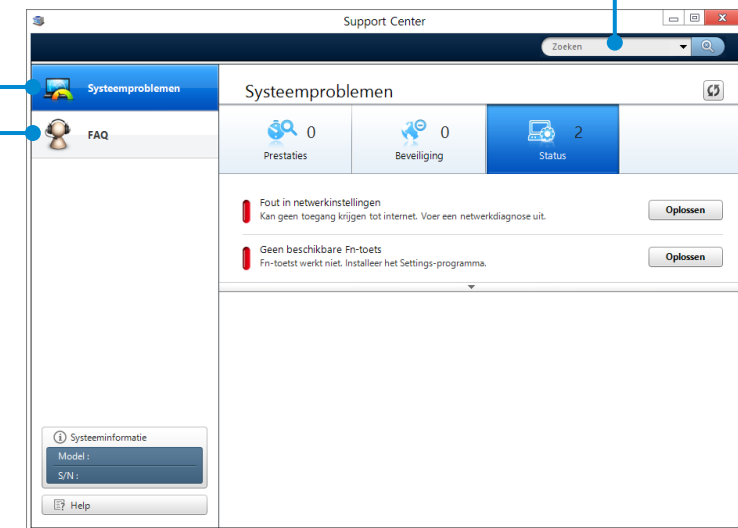 Support Center
Zoeken
Systeemproblemen
FAQ
Systeemproblemen
0
Prestaties
0
Beveiliging
2
Status
Fout in netwerkinstellingen
Kan geen toegang krijgen tot internet. Voer een netwerkdiagnose uit.
Oplossen
Geen beschikbare Fn-toets
Fn-toetst werkt niet. Installeer het Settings-programma.
Oplossen
Systeeminformatie
Model :
S/N :
Help